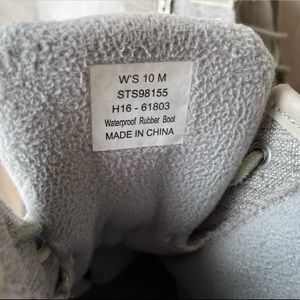 W'S 10 M
STS98155
H16 - 61803
Waterproof Rubber Boot
MADE IN CHINA